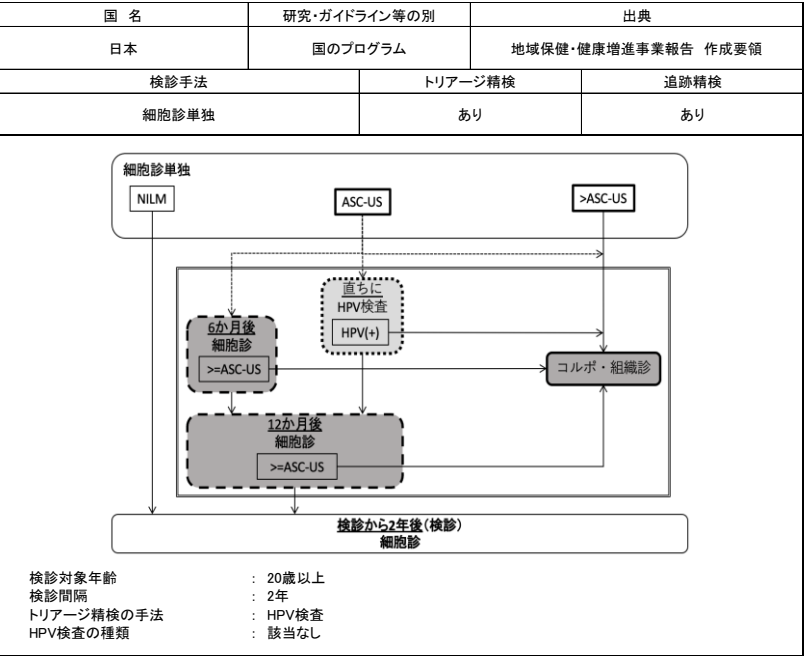 国 名
研究・ガイドライン等の別
出典
日本
国のプログラム
地域保健・健康増進事業報告 作成要領
検診手法
トリアージ精検
追跡精検
細胞診単独
あり
あり
細胞診単独
NILM
ASC-US
>ASC-US
直ちに
HPV検査
HPV(+)
6か月後
細胞診
>=ASC-US
コルポ・組織診
12か月後
細胞診
>=ASC-US
検診から2年後(検診)
細胞診
検診対象年齢 : 20歳以上
検診間隔 : 2年
トリアージ精検の手法 : HPV検査
HPV検査の種類 : 該当なし